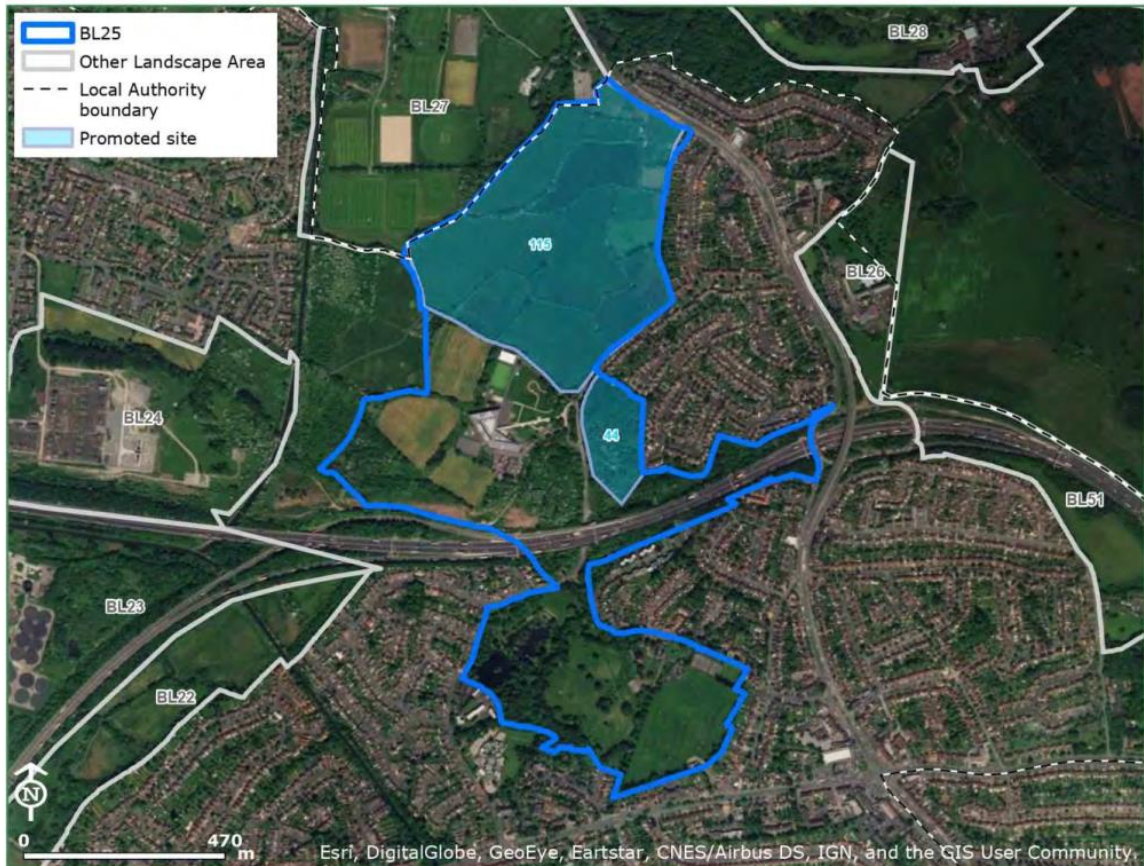 BL25
Other Landscape Area
Local Authority
boundary
Promoted site
BL28
BL27
115
BL26
BL24
44
BL51
BL23
BL22
N
0 470
m
Esri, DigitalGlobe, GeoEye, Eartstar, CNES/Airbus DS, IGN, and the GIS User Community